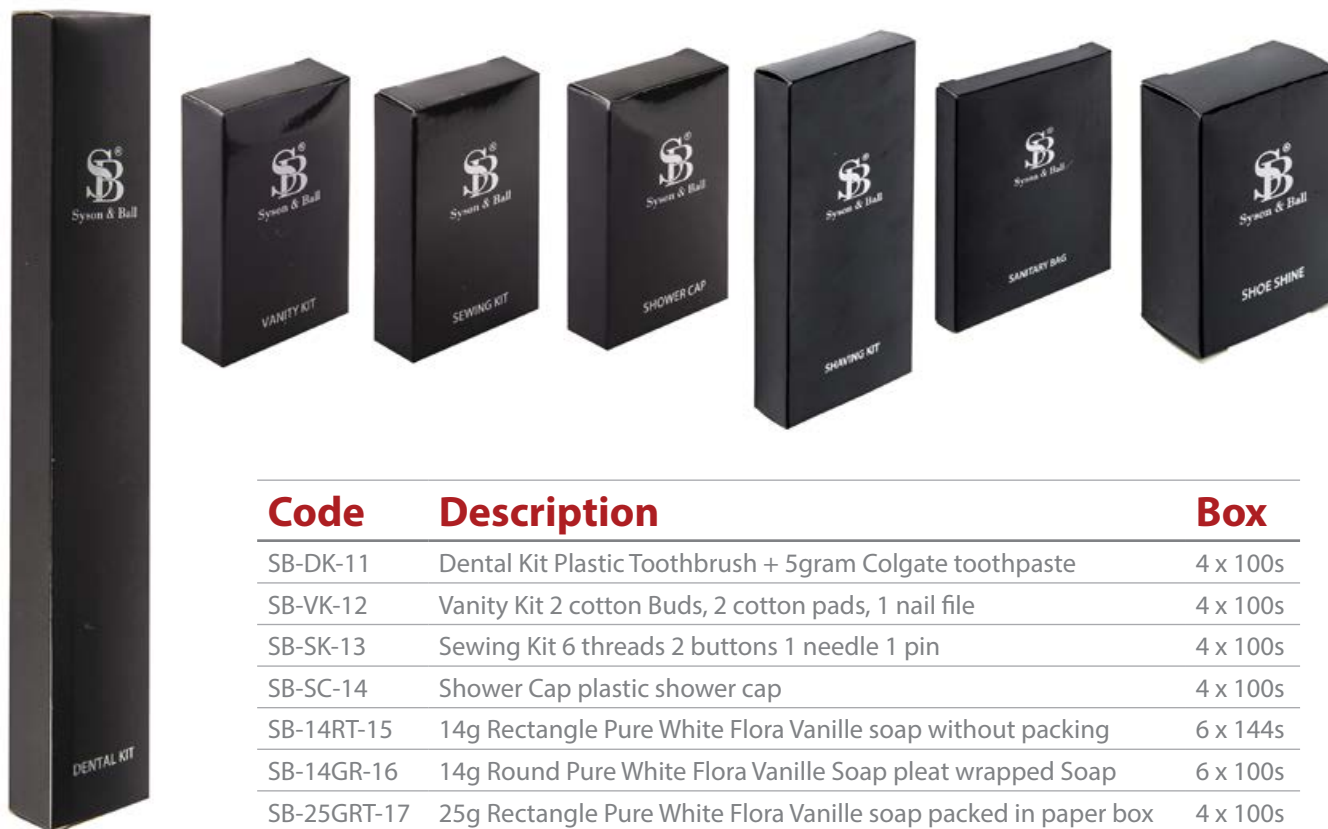 SB®
Syson & Ball
DENTAL KIT
SB®
Syson & Ball
VANITY KIT
SB®
Syson & Ball
SEWING KIT
SB®
Syson & Ball
SHOWER CAP
SB®
Syson & Ball
SHAVING KIT
SB®
Syson & Ball
SANITARY BAG
SB®
Syson & Ball
SHOE SHINE
Code Description Box
SB-DK-11 Dental Kit Plastic Toothbrush + 5gram Colgate toothpaste 4 x 100s
SB-VK-12 Vanity Kit 2 cotton Buds, 2 cotton pads, 1 nail file 4 x 100s
SB-SK-13 Sewing Kit 6 threads 2 buttons 1 needle 1 pin 4 x 100s
SB-SC-14 Shower Cap plastic shower cap 4 x 100s
SB-14RT-15 14g Rectangle Pure White Flora Vanille soap without packing 6 x 144s
SB-14GR-16 14g Round Pure White Flora Vanille Soap pleat wrapped Soap 6 x 100s
SB-25GRT-17 25g Rectangle Pure White Flora Vanille soap packed in paper box 4 x 100s